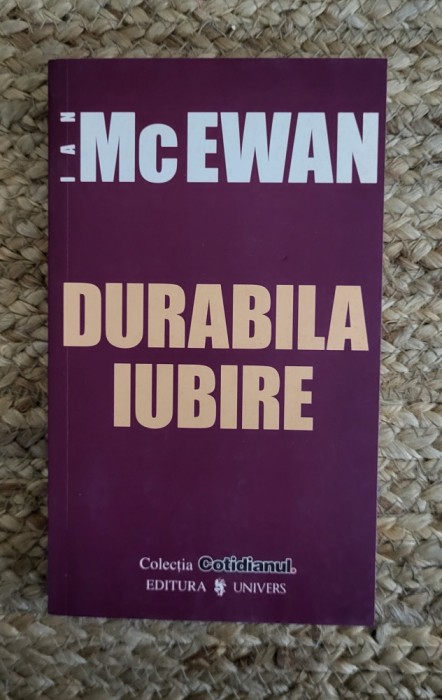 IAN
McEWAN
DURABILA
IUBIRE
Colecția Cotidianul.
EDITURA UNIVERS